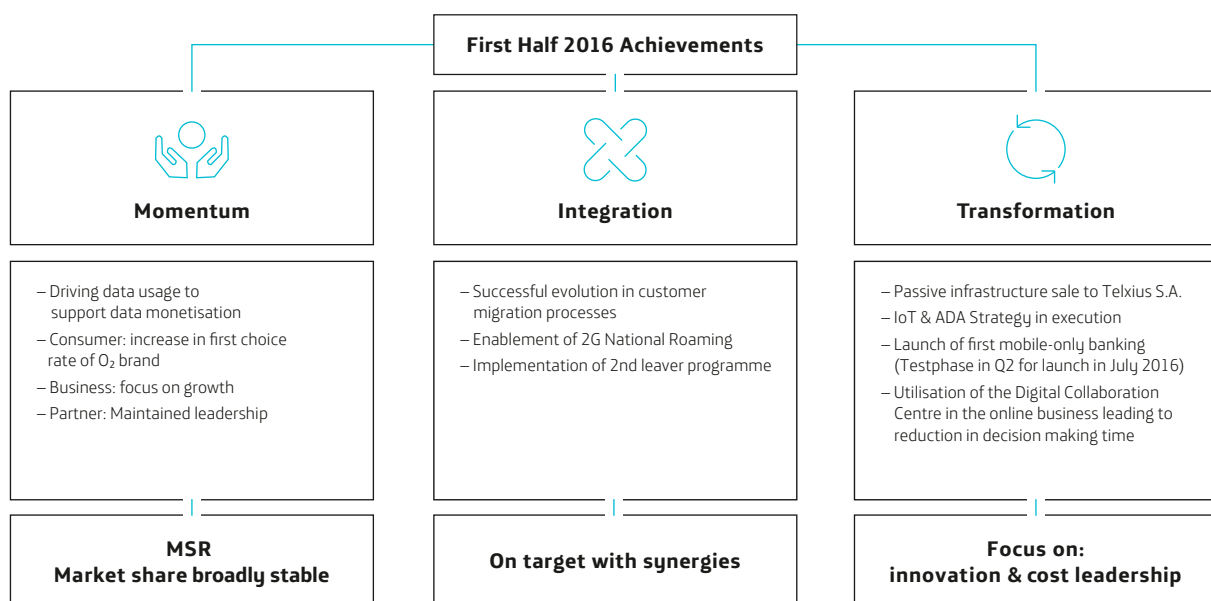 First Half 2016 Achievements
Momentum
– Driving data usage to
support data monetisation
– Consumer: increase in first choice
rate of O₂ brand
– Business: focus on growth
– Partner: Maintained leadership
MSR
Market share broadly stable
Integration
– Successful evolution in customer
migration processes
– Enablement of 2G National Roaming
– Implementation of 2nd leaver programme
On target with synergies
Transformation
– Passive infrastructure sale to Telxius S.A.
– IoT & ADA Strategy in execution
– Launch of first mobile-only banking
(Testphase in Q2 for launch in July 2016)
– Utilisation of the Digital Collaboration
Centre in the online business leading to
reduction in decision making time
Focus on:
innovation & cost leadership